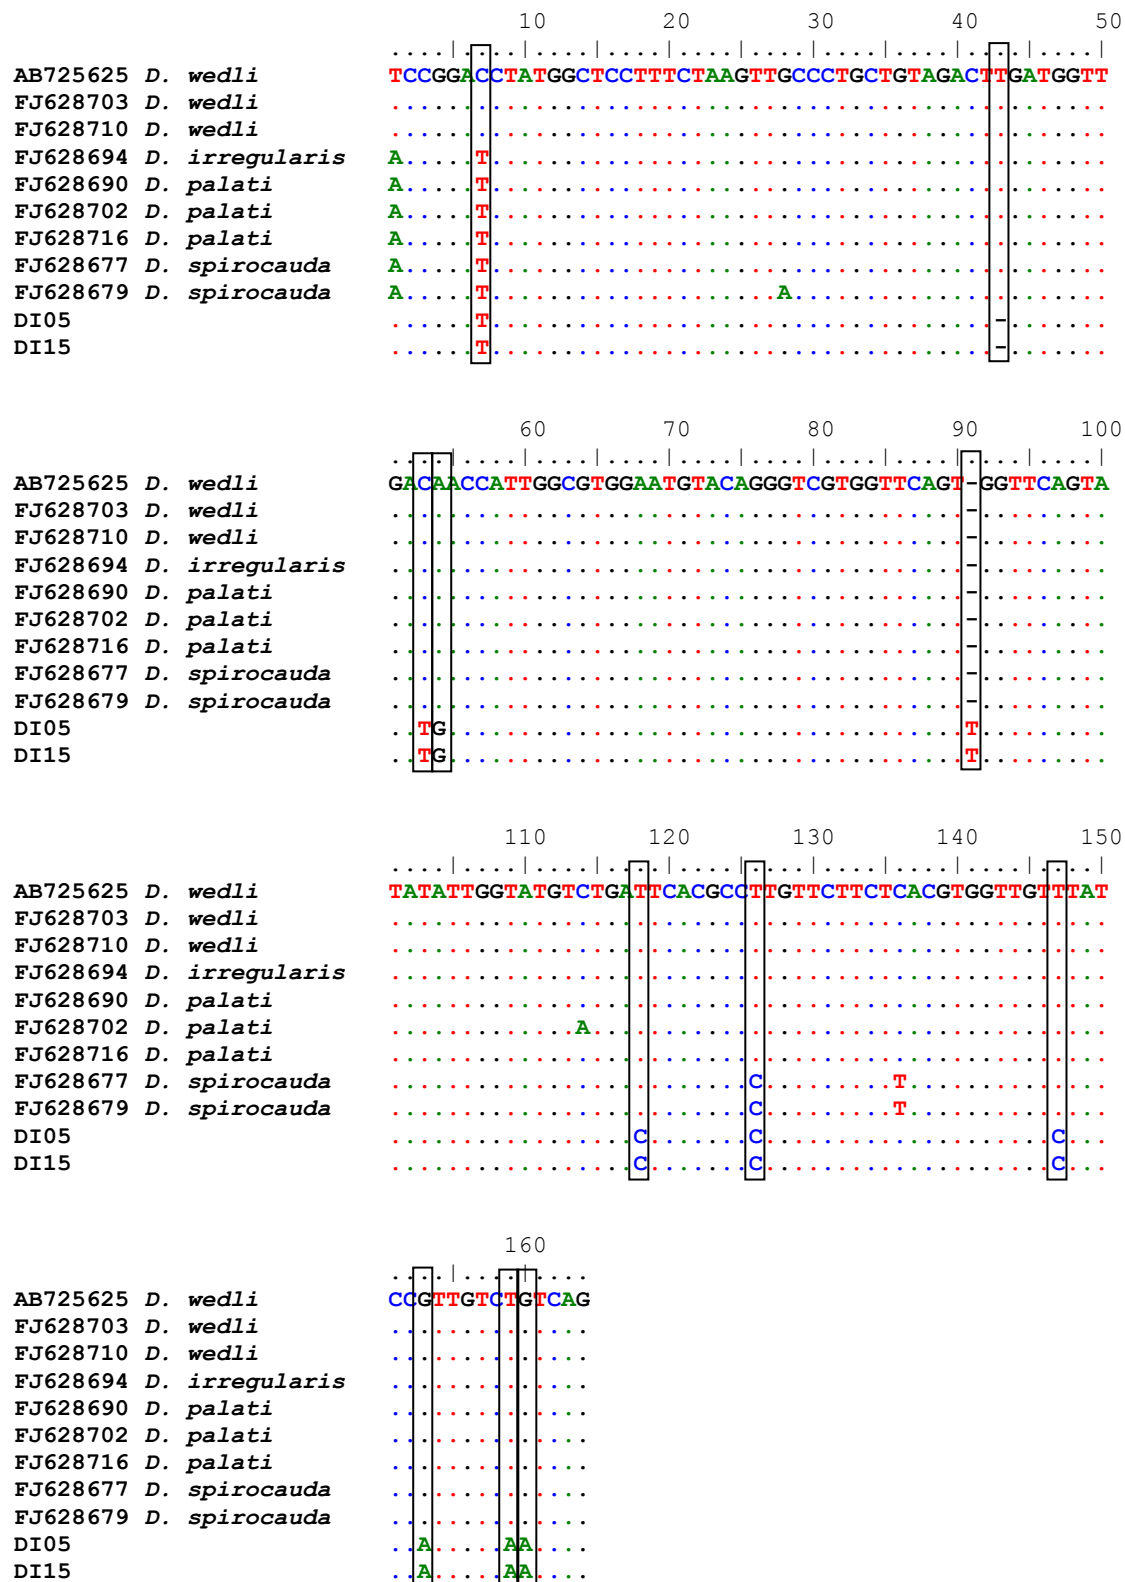 10 20 30 40 50
....|....|....|....|....|....|....|....|....|....|
AB725625 D. wedli TCCGGACCTATGGCTCCTTTCTAAGTTGCCCTGCTGTAGACTTGATGGTT
FJ628703 D. wedli ..................................................
FJ628710 D. wedli ..................................................
FJ628694 D. irregularis A.....T...........................................
FJ628690 D. palati A.....T...........................................
FJ628702 D. palati A.....T...........................................
FJ628716 D. palati A.....T...........................................
FJ628677 D. spirocauda A.....T...........................................
FJ628679 D. spirocauda A.....T....................A......................
DI05 ......T...................................-.......
DI15 ......T...................................-.......
60 70 80 90 100
....|....|....|....|....|....|....|....|....|....|
AB725625 D. wedli GACAACCATTGGCGTGGAATGTACAGGGTCGTGGTTCAGT-GGTTCAGTA
FJ628703 D. wedli ........................................-.........
FJ628710 D. wedli ........................................-.........
FJ628694 D. irregularis ........................................-.........
FJ628690 D. palati ........................................-.........
FJ628702 D. palati ........................................-.........
FJ628716 D. palati ........................................-.........
FJ628677 D. spirocauda ........................................-.........
FJ628679 D. spirocauda ........................................-.........
DI05 ..TG....................................T.........
DI15 ..TG....................................T.........
110 120 130 140 150
....|....|....|....|....|....|....|....|....|....|
AB725625 D. wedli TATATTGGTATGTCTGATTCACGCCTTGTTCTTCTCACGTGGTTGTTTAT
FJ628703 D. wedli ..................................................
FJ628710 D. wedli ..................................................
FJ628694 D. irregularis ..................................................
FJ628690 D. palati ..................................................
FJ628702 D. palati .............A....................................
FJ628716 D. palati ..................................................
FJ628677 D. spirocauda .........................C.........T..............
FJ628679 D. spirocauda .........................C.........T..............
DI05 .................C.......C....................C...
DI15 .................C.......C....................C...
160
....|....|....
AB725625 D. wedli CCGTTGTCTGTCAG
FJ628703 D. wedli ..............
FJ628710 D. wedli ..............
FJ628694 D. irregularis ..............
FJ628690 D. palati ..............
FJ628702 D. palati ..............
FJ628716 D. palati ..............
FJ628677 D. spirocauda ..............
FJ628679 D. spirocauda ..............
DI05 ..A.....AA....
DI15 ..A.....AA....